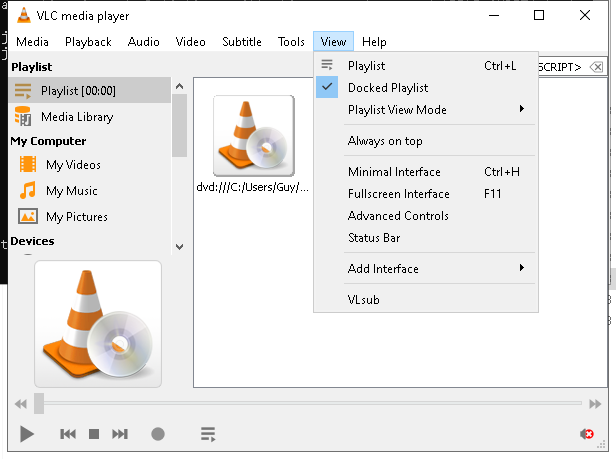 VLC media player
Media Playback Audio Video Subtitle Tools View Help
Playlist
Playlist [00:00]
Media Library
My Computer
My Videos
My Music
My Pictures
Devices
dvd:///C:/Users/Guy/...
SCRIPT>
Playlist Ctrl+L
Docked Playlist
Playlist View Mode
Always on top
Minimal Interface Ctrl+H
Fullscreen Interface F11
Advanced Controls
Status Bar
Add Interface
VLsub